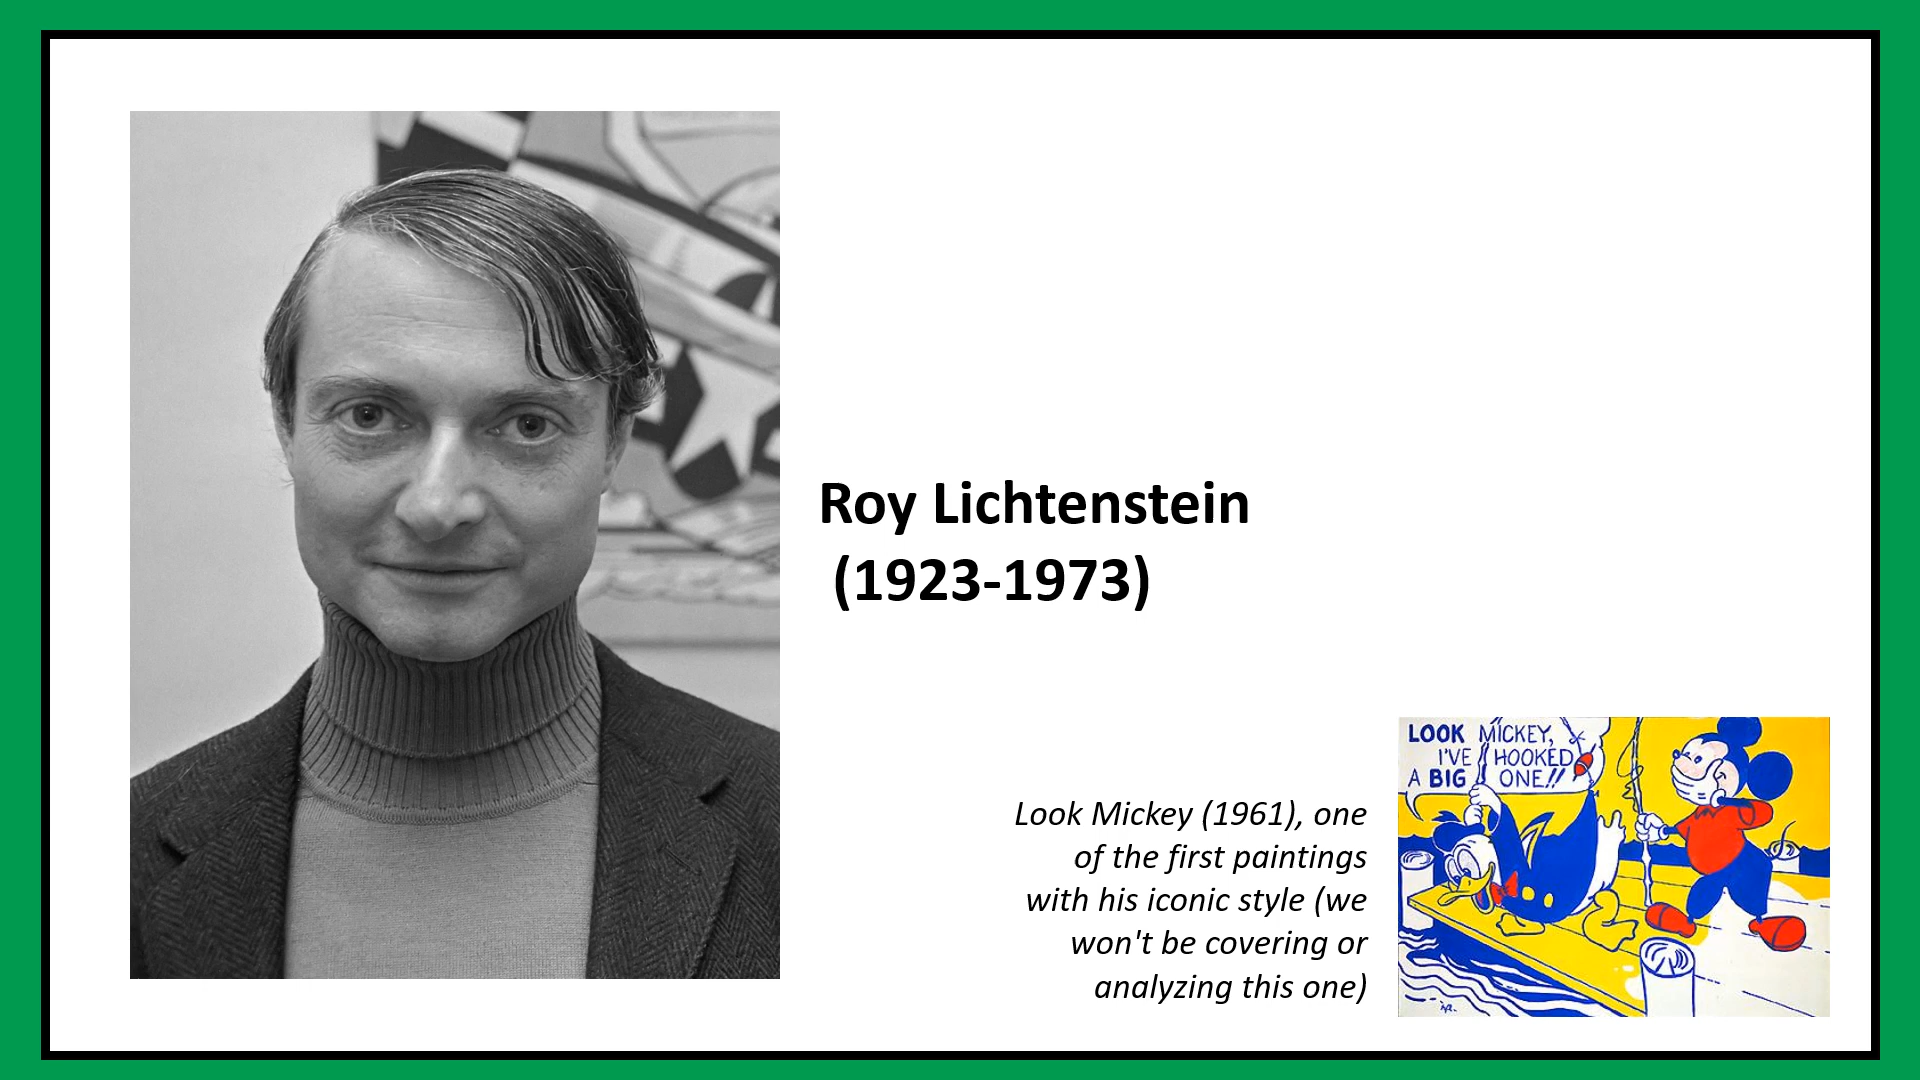 Roy Lichtenstein
(1923-1973)
LOOK MICKEY,
I'VE HOOKED
A BIG ONE!!
Look Mickey (1961), one
of the first paintings
with his iconic style (we
won't be covering or
analyzing this one)